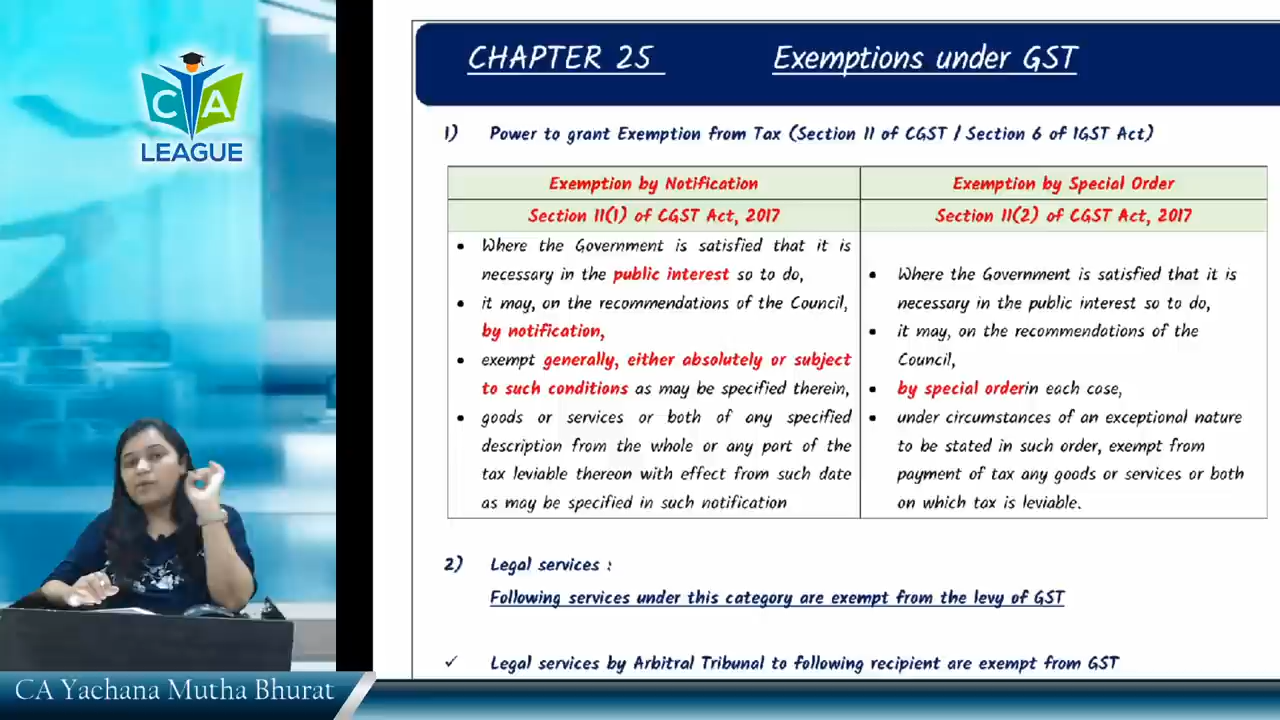 C A
LEAGUE
CA Yachana Mutha Bhurat
CHAPTER 25 Exemptions under GST
1) Power to grant Exemption from Tax (Section 11 of CGST / Section 6 of IGST Act)
Exemption by Notification
Section 11(1) of CGST Act, 2017
• Where the Government is satisfied that it is
necessary in the public interest so to do,
• it may, on the recommendations of the Council,
by notification,
• exempt generally, either absolutely or subject
to such conditions as may be specified therein,
• goods or services or both of any specified
description from the whole or any part of the
tax leviable thereon with effect from such date
as may be specified in such notification
Exemption by Special Order
Section 11(2) of CGST Act, 2017
• Where the Government is satisfied that it is
necessary in the public interest so to do,
• it may, on the recommendations of the
Council,
• by special orderin each case,
• under circumstances of an exceptional nature
to be stated in such order, exempt from
payment of tax any goods or services or both
on which tax is leviable.
2) Legal services :
Following services under this category are exempt from the levy of GST
✓ Legal services by Arbitral Tribunal to following recipient are exempt from GST